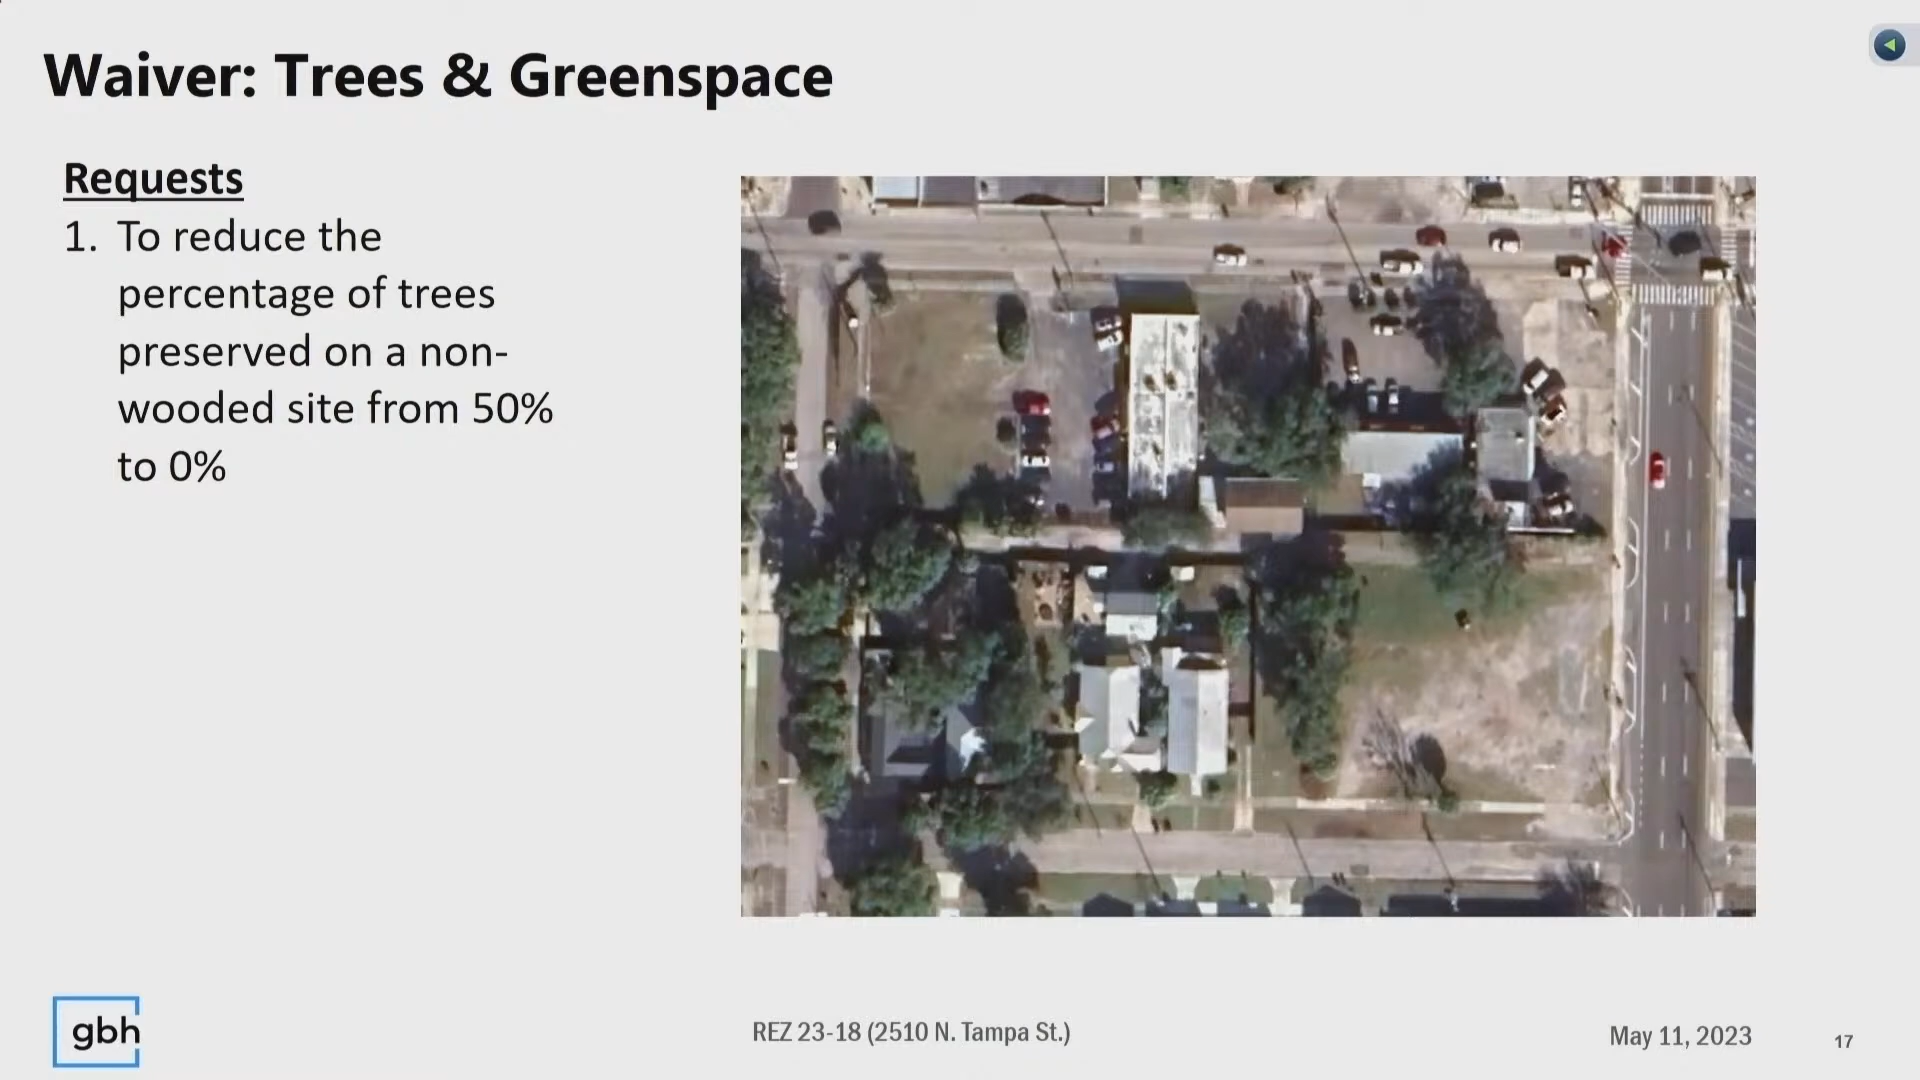 Waiver: Trees & Greenspace
Requests
1. To reduce the
percentage of trees
preserved on a non-
wooded site from 50%
to 0%
gbh
REZ 23-18 (2510 N. Tampa St.)
May 11, 2023
17